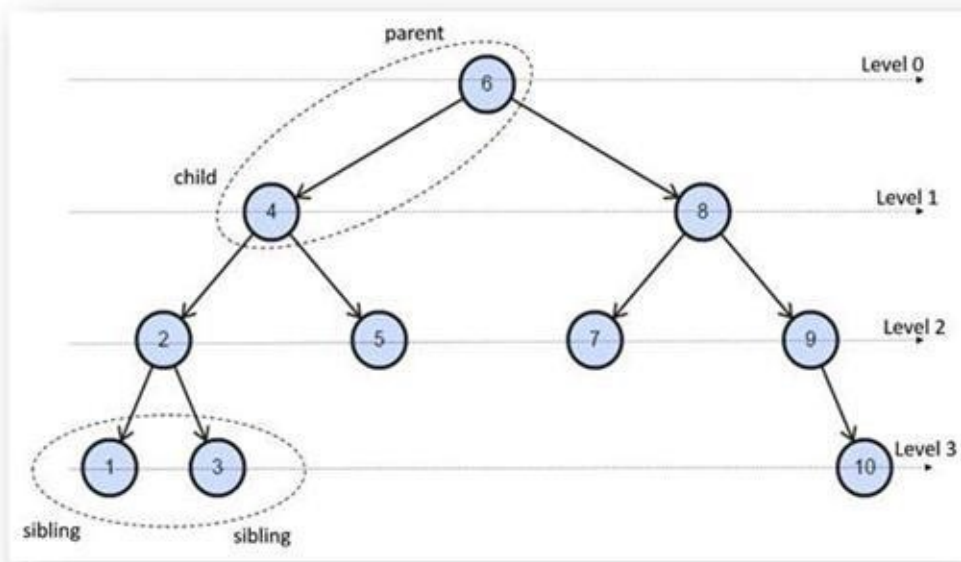 parent
6
Level 0
child
4
8
Level 1
2
5
7
9
Level 2
1
3
10
Level 3
sibling
sibling